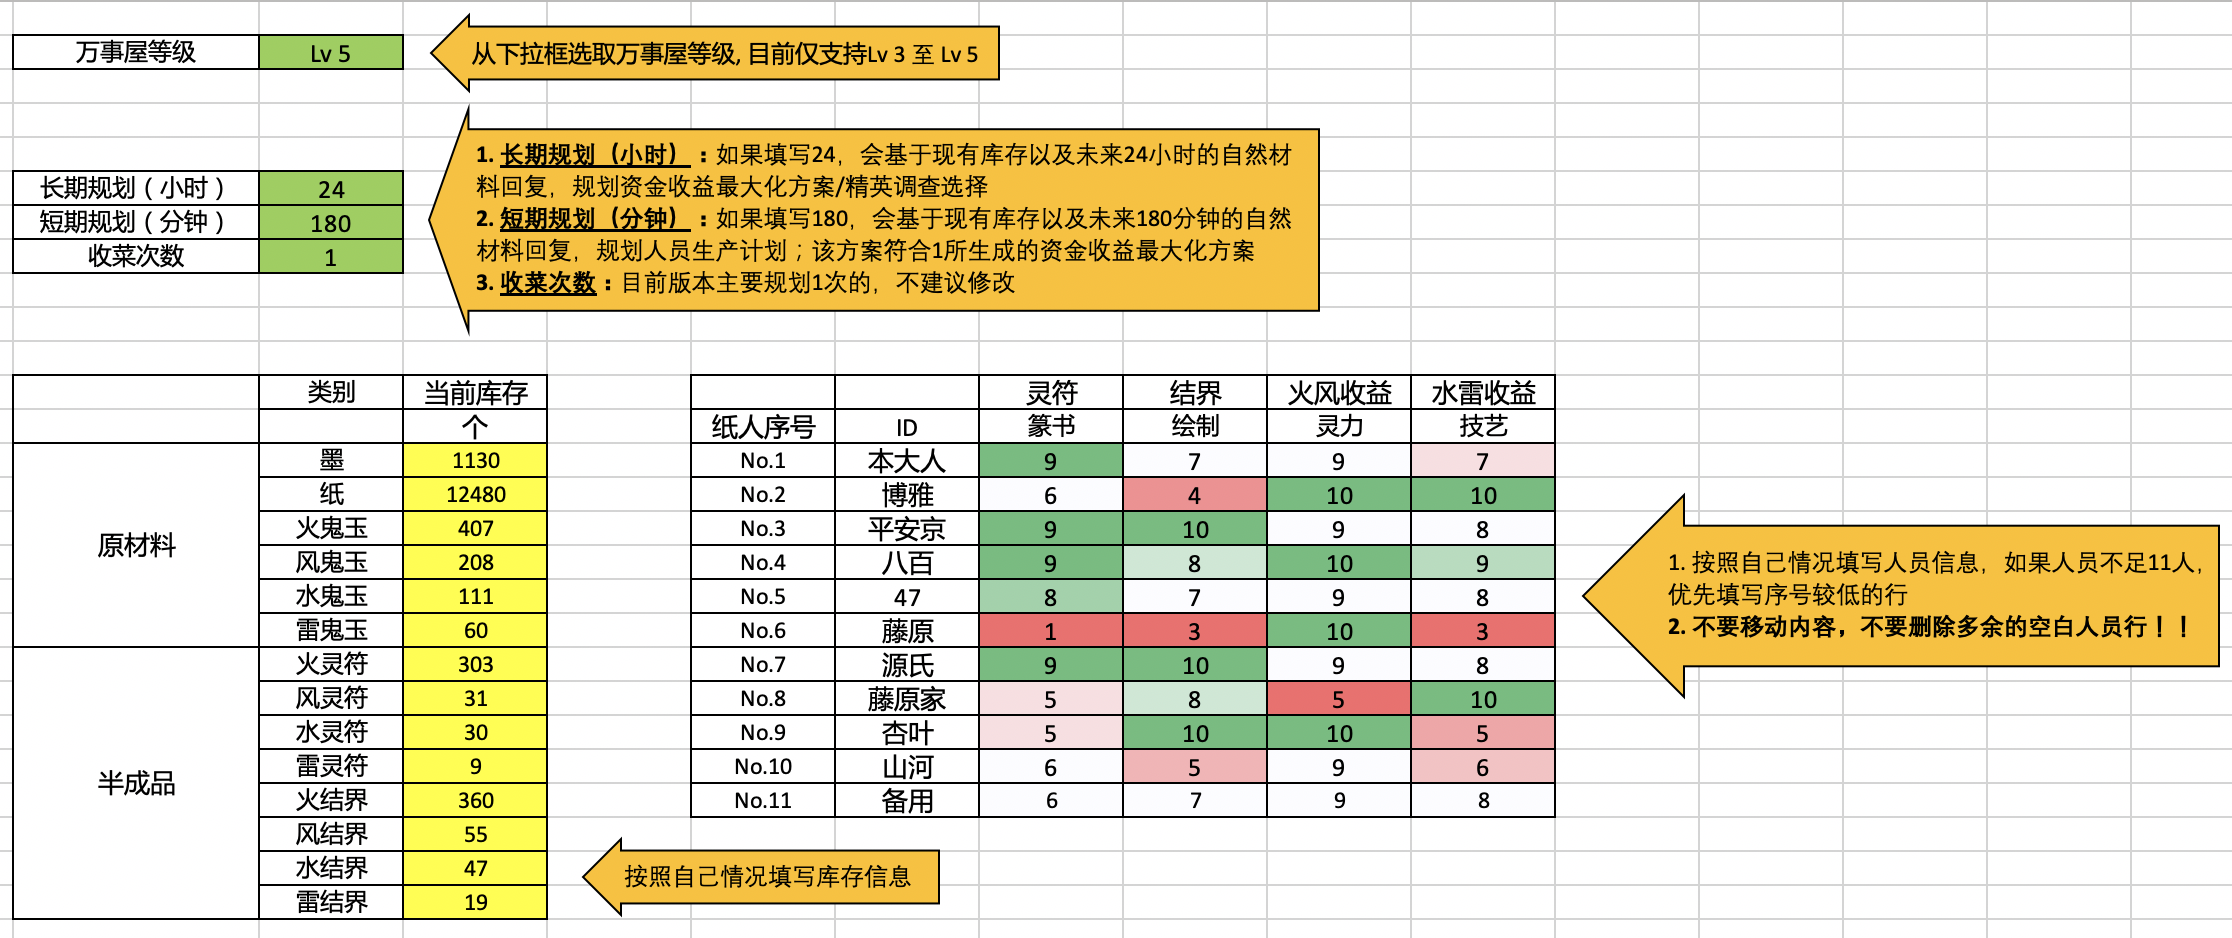 万事屋等级 Lv 5
从下拉框选取万事屋等级, 目前仅支持Lv 3 至 Lv 5
长期规划（小时） 24
短期规划（分钟） 180
收菜次数 1
1. 长期规划（小时）：如果填写24，会基于现有库存以及未来24小时的自然材
料回复，规划资金收益最大化方案/精英调查选择
2. 短期规划（分钟）：如果填写180，会基于现有库存以及未来180分钟的自然
材料回复，规划人员生产计划；该方案符合1所生成的资金收益最大化方案
3. 收菜次数：目前版本主要规划1次的，不建议修改
类别 当前库存
个
原材料
墨 1130
纸 12480
火鬼玉 407
风鬼玉 208
水鬼玉 111
雷鬼玉 60
半成品
火灵符 303
风灵符 31
水灵符 30
雷灵符 9
火结界 360
风结界 55
水结界 47
雷结界 19
灵符 结界 火风收益 水雷收益
纸人序号 ID 篆书 绘制 灵力 技艺
No.1 本大人 9 7 9 7
No.2 博雅 6 4 10 10
No.3 平安京 9 10 9 8
No.4 八百 9 8 10 9
No.5 47 8 7 9 8
No.6 藤原 1 3 10 3
No.7 源氏 9 10 9 8
No.8 藤原家 5 8 5 10
No.9 杏叶 5 10 10 5
No.10 山河 6 5 9 6
No.11 备用 6 7 9 8
1. 按照自己情况填写人员信息，如果人员不足11人，
优先填写序号较低的行
2. 不要移动内容，不要删除多余的空白人员行！！
按照自己情况填写库存信息